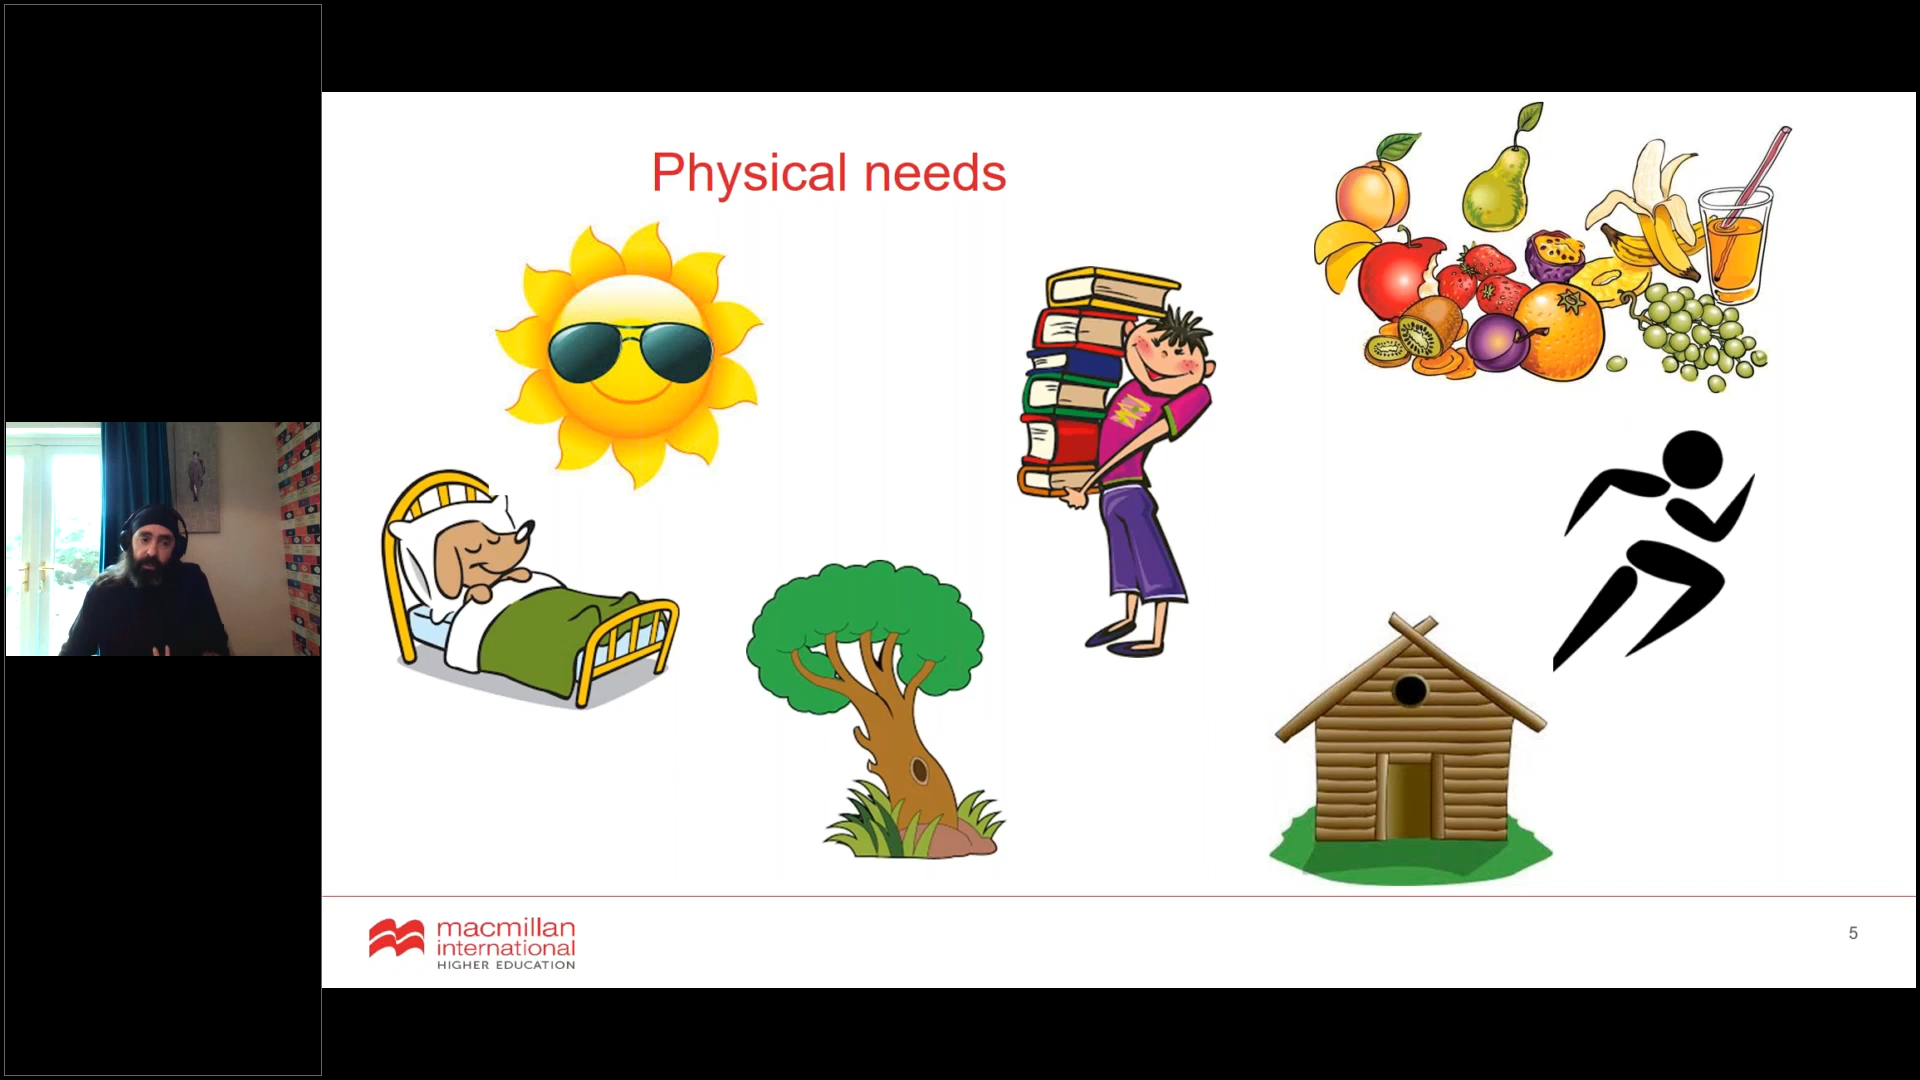 Physical needs
macmillan
international
HIGHER EDUCATION
5